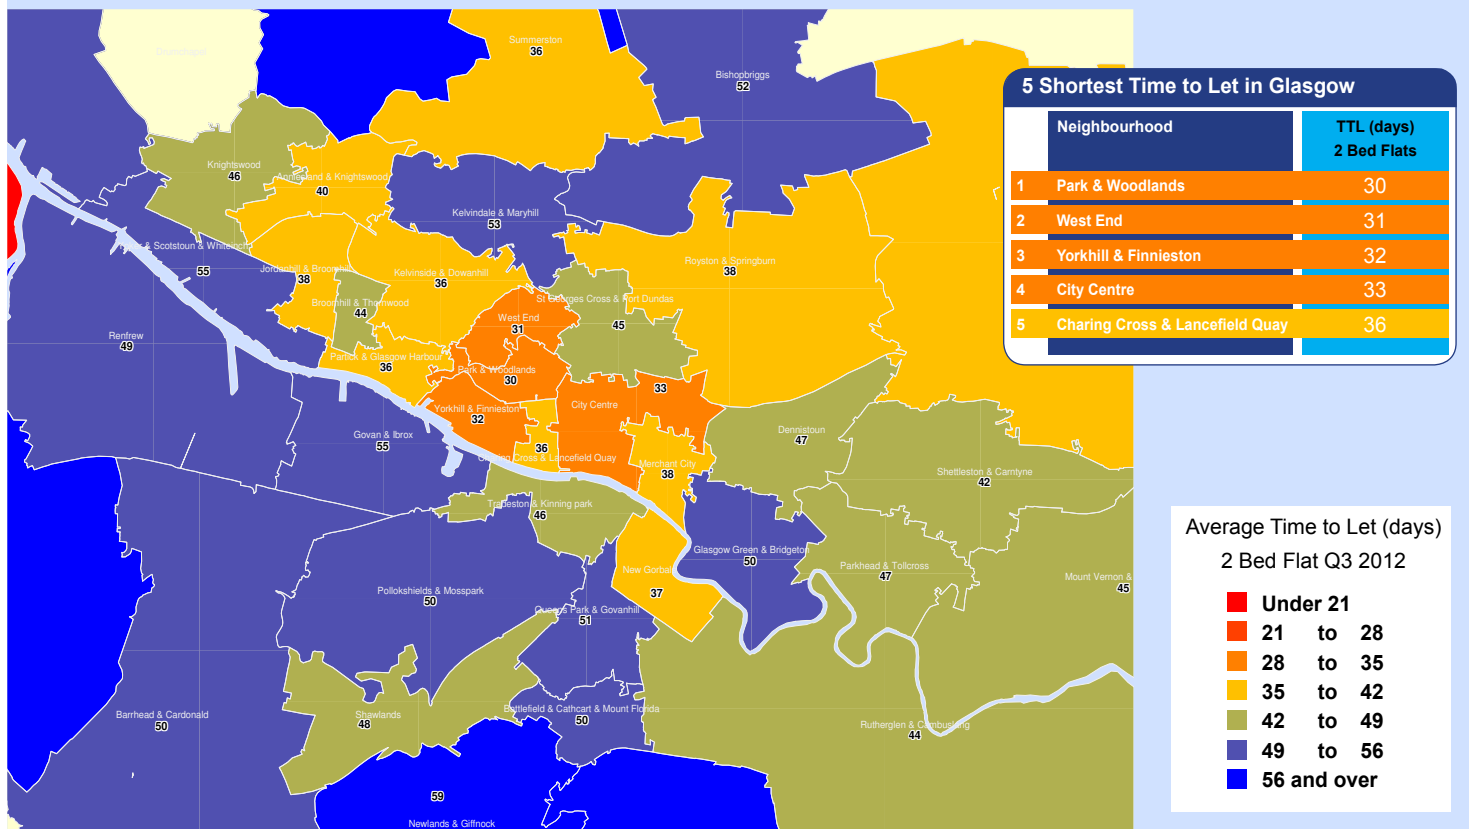 Drumchapel
Summerston
36
Bishopbriggs
52
Knightswood
46
Anniesland & Knightswood
40
Kelvindale & Maryhill
53
Scotstoun & Whiteinch
55
Jordanhill & Broomhill
38
Kelvinside & Dowanhill
36
Royston & Springburn
38
Broomhill & Thornwood
44
St Georges Cross & Port Dundas
45
West End
31
Renfrew
49
Partick & Glasgow Harbour
36
Park & Woodlands
30
33
City Centre
Yorkhill & Finnieston
32
Govan & Ibrox
55
36
Charing Cross & Lancefield Quay
Merchant City
38
Dennistoun
47
Shettleston & Carntyne
42
Tradeston & Kinning park
46
Glasgow Green & Bridgeton
50
Parkhead & Tollcross
47
Mount Vernon &
45
New Gorbals
37
Pollokshields & Mosspark
50
Queens Park & Govanhill
51
Barrhead & Cardonald
50
Shawlands
48
Battlefield & Cathcart & Mount Florida
50
Rutherglen & Cambuslang
44
59
Newlands & Giffnock
5 Shortest Time to Let in Glasgow
Neighbourhood TTL (days)
2 Bed Flats
1 Park & Woodlands 30
2 West End 31
3 Yorkhill & Finnieston 32
4 City Centre 33
5 Charing Cross & Lancefield Quay 36
Average Time to Let (days)
2 Bed Flat Q3 2012
Under 21
21 to 28
28 to 35
35 to 42
42 to 49
49 to 56
56 and over